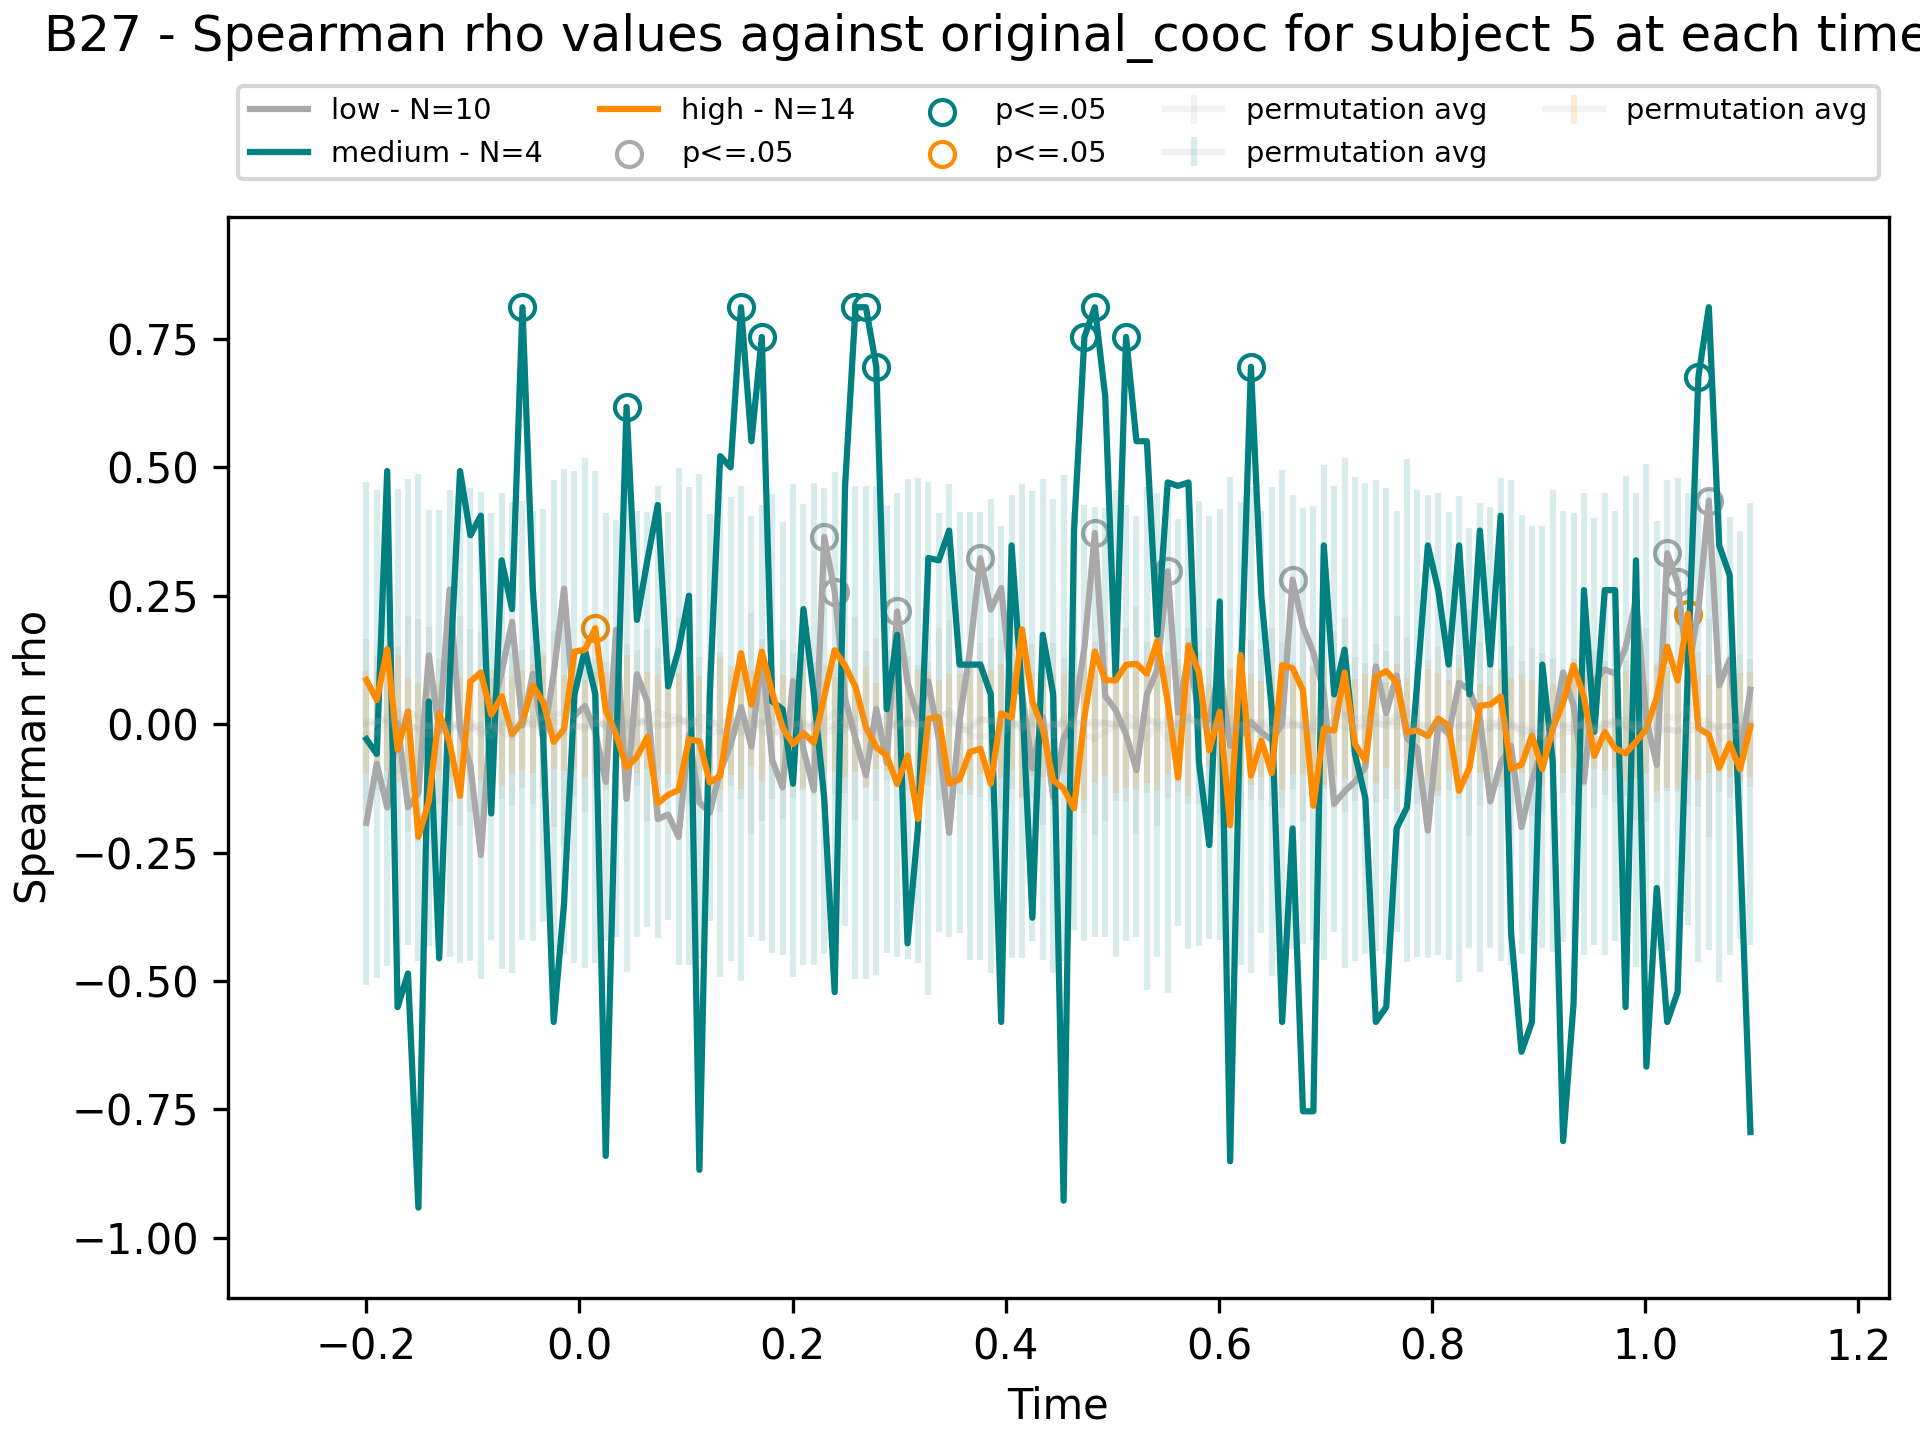 B27 - Spearman rho values against original_cooc for subject 5 at each time
low - N=10
medium - N=4
high - N=14
p<=.05
p<=.05
p<=.05
permutation avg
permutation avg
permutation avg
Spearman rho
0.75
0.50
0.25
0.00
−0.25
−0.50
−0.75
−1.00
−0.2 0.0 0.2 0.4 0.6 0.8 1.0 1.2
Time